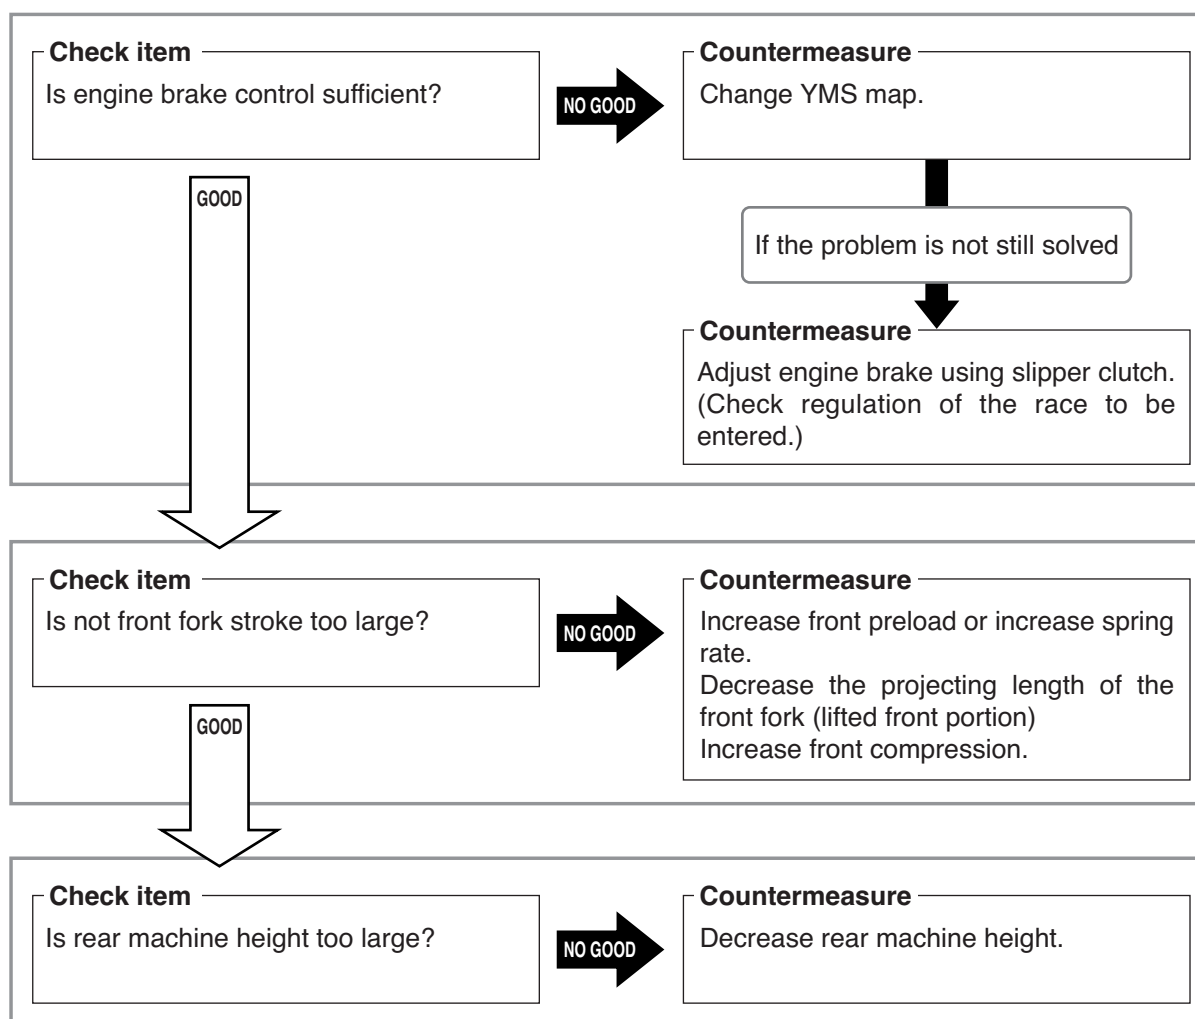 Check item
Is engine brake control sufficient?
NO GOOD
Countermeasure
Change YMS map.
GOOD
If the problem is not still solved
Countermeasure
Adjust engine brake using slipper clutch.
(Check regulation of the race to be
entered.)
Check item
Is not front fork stroke too large?
NO GOOD
Countermeasure
Increase front preload or increase spring
rate.
Decrease the projecting length of the
front fork (lifted front portion)
Increase front compression.
GOOD
Check item
Is rear machine height too large?
NO GOOD
Countermeasure
Decrease rear machine height.